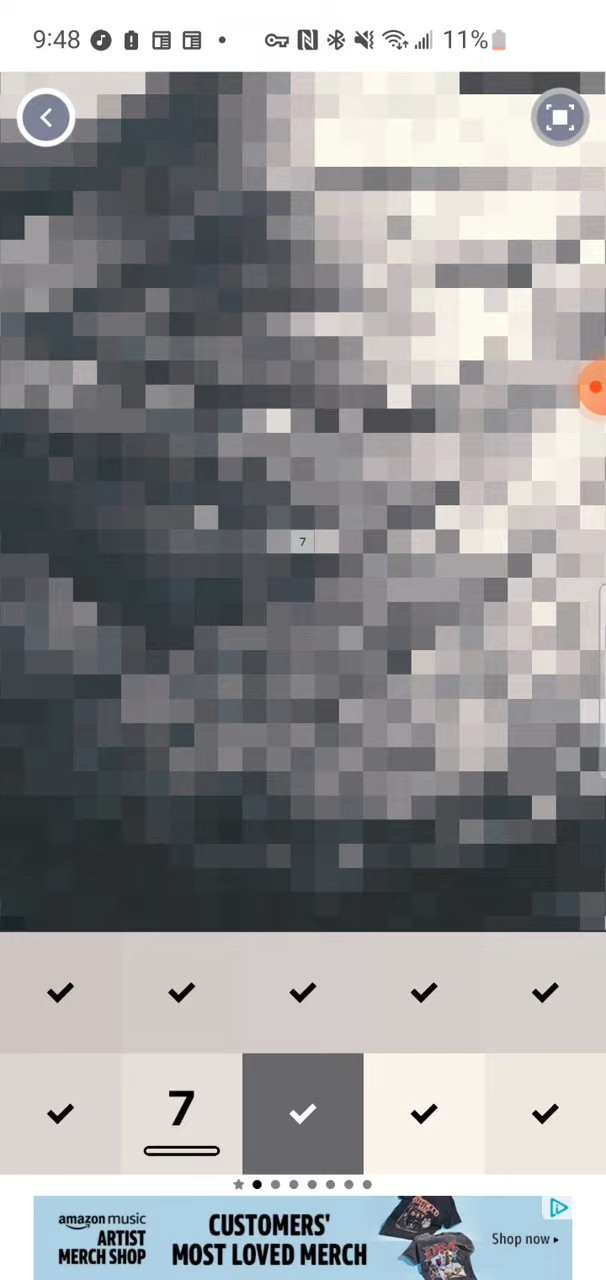 9:48 11%
7
7
amazon music
ARTIST
MERCH SHOP
CUSTOMERS'
MOST LOVED MERCH
Shop now